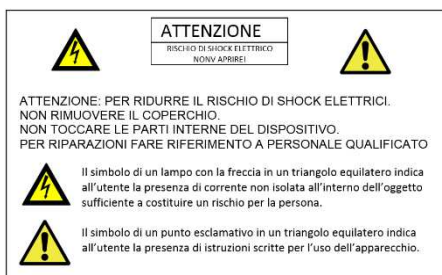 ATTENZIONE
RISCHIO DI SHOCK ELETTRICO
NONV APRIREI
ATTENZIONE: PER RIDURRE IL RISCHIO DI SHOCK ELETTRICI.
NON RIMUOVERE IL COPERCHIO.
NON TOCCARE LE PARTI INTERNE DEL DISPOSITIVO.
PER RIPARAZIONI FARE RIFERIMENTO A PERSONALE QUALIFICATO
Il simbolo di un lampo con la freccia in un triangolo equilatero indica
all'utente la presenza di corrente non isolata all'interno dell'oggetto
sufficiente a costituire un rischio per la persona.
Il simbolo di un punto esclamativo in un triangolo equilatero indica
all'utente la presenza di istruzioni scritte per l'uso dell'apparecchio.